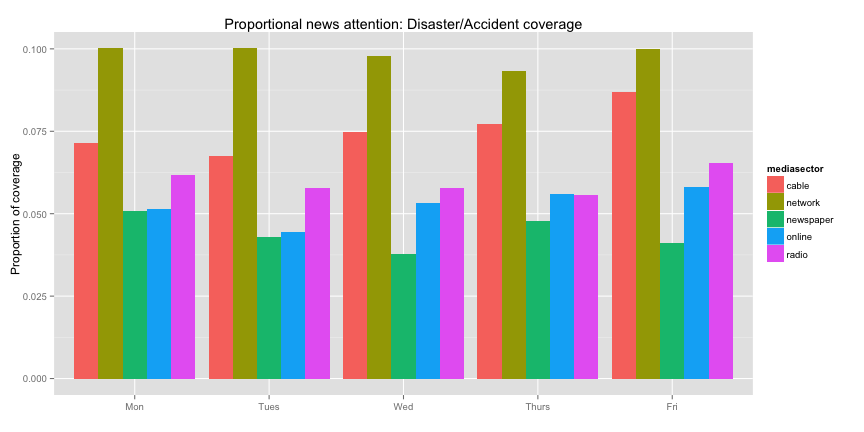 Proportional news attention: Disaster/Accident coverage
Proportion of coverage
0.100
0.075
0.050
0.025
0.000
Mon Tues Wed Thurs Fri
mediasector
cable
network
newspaper
online
radio